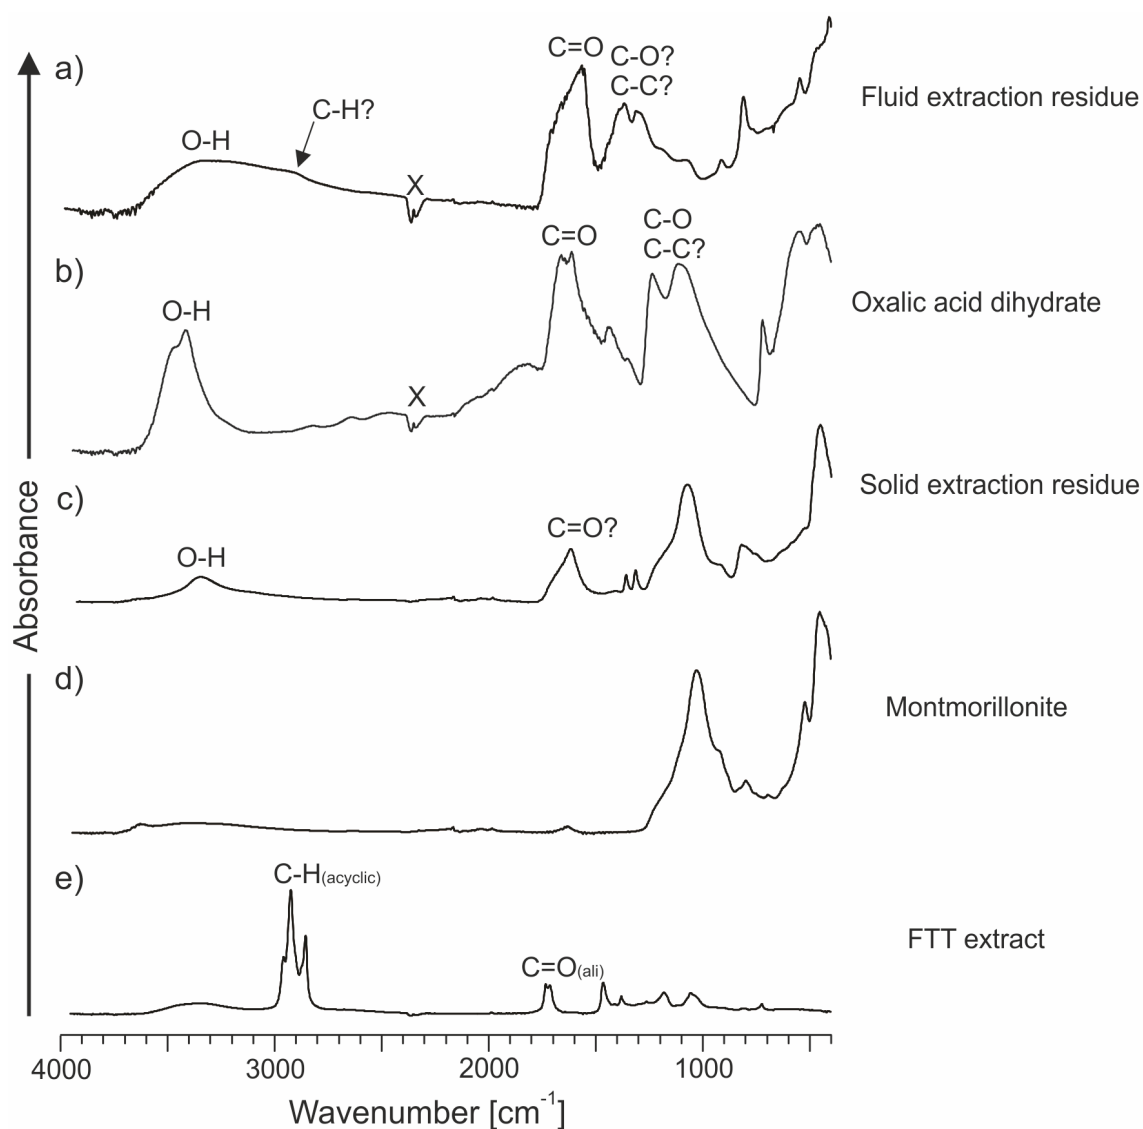 a)
C-H?
O-H
X
C=O
C-O?
C-C?
Fluid extraction residue
b)
O-H
X
C=O
C-O
C-C?
Oxalic acid dihydrate
c)
O-H
C=O?
Solid extraction residue
d)
Montmorillonite
e)
C-H(acyclic)
C=O(ali)
FTT extract
Absorbance
4000 3000 2000 1000
Wavenumber [cm-1]